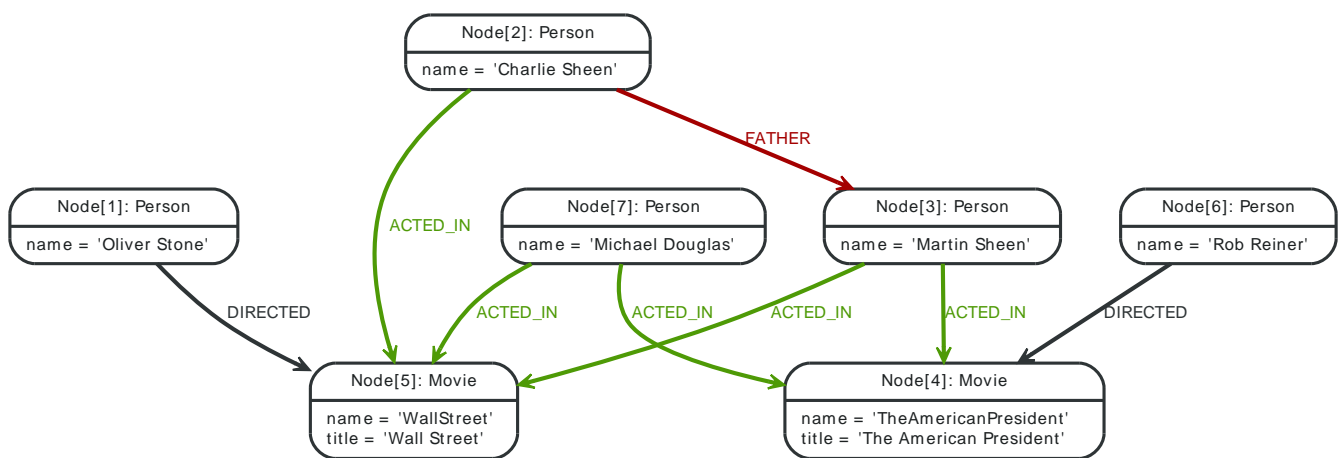 Node[2]: Person
name = 'Charlie Sheen'
FATHER
Node[1]: Person
name = 'Oliver Stone'
Node[7]: Person
name = 'Michael Douglas'
Node[3]: Person
name = 'Martin Sheen'
Node[6]: Person
name = 'Rob Reiner'
ACTED_IN
DIRECTED
ACTED_IN
ACTED_IN
ACTED_IN
ACTED_IN
DIRECTED
Node[5]: Movie
name = 'WallStreet'
title = 'Wall Street'
Node[4]: Movie
name = 'TheAmericanPresident'
title = 'The American President'